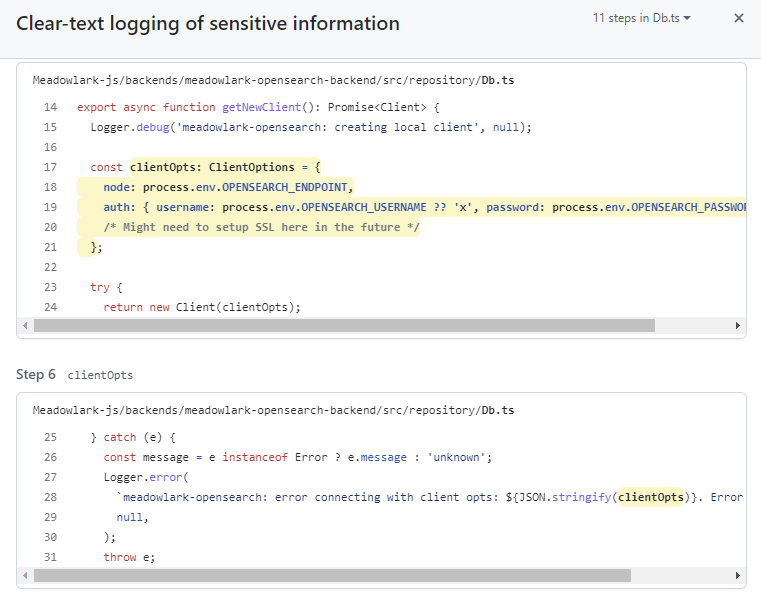 Clear-text logging of sensitive information
11 steps in Db.ts
Meadowlark-js/backends/meadowlark-opensearch-backend/src/repository/Db.ts
14 export async function getNewClient(): Promise<Client> {
15 Logger.debug('meadowlark-opensearch: creating local client', null);
16
17 const clientOpts: ClientOptions = {
18 node: process.env.OPENSEARCH_ENDPOINT,
19 auth: { username: process.env.OPENSEARCH_USERNAME ?? 'x', password: process.env.OPENSEARCH_PASSWO
20 /* Might need to setup SSL here in the future */
21 };
22
23 try {
24 return new Client(clientOpts);
Step 6 clientOpts
Meadowlark-js/backends/meadowlark-opensearch-backend/src/repository/Db.ts
25 } catch (e) {
26 const message = e instanceof Error ? e.message : 'unknown';
27 Logger.error(
28 `meadowlark-opensearch: error connecting with client opts: ${JSON.stringify(clientOpts)}. Error
29 null,
30 );
31 throw e;